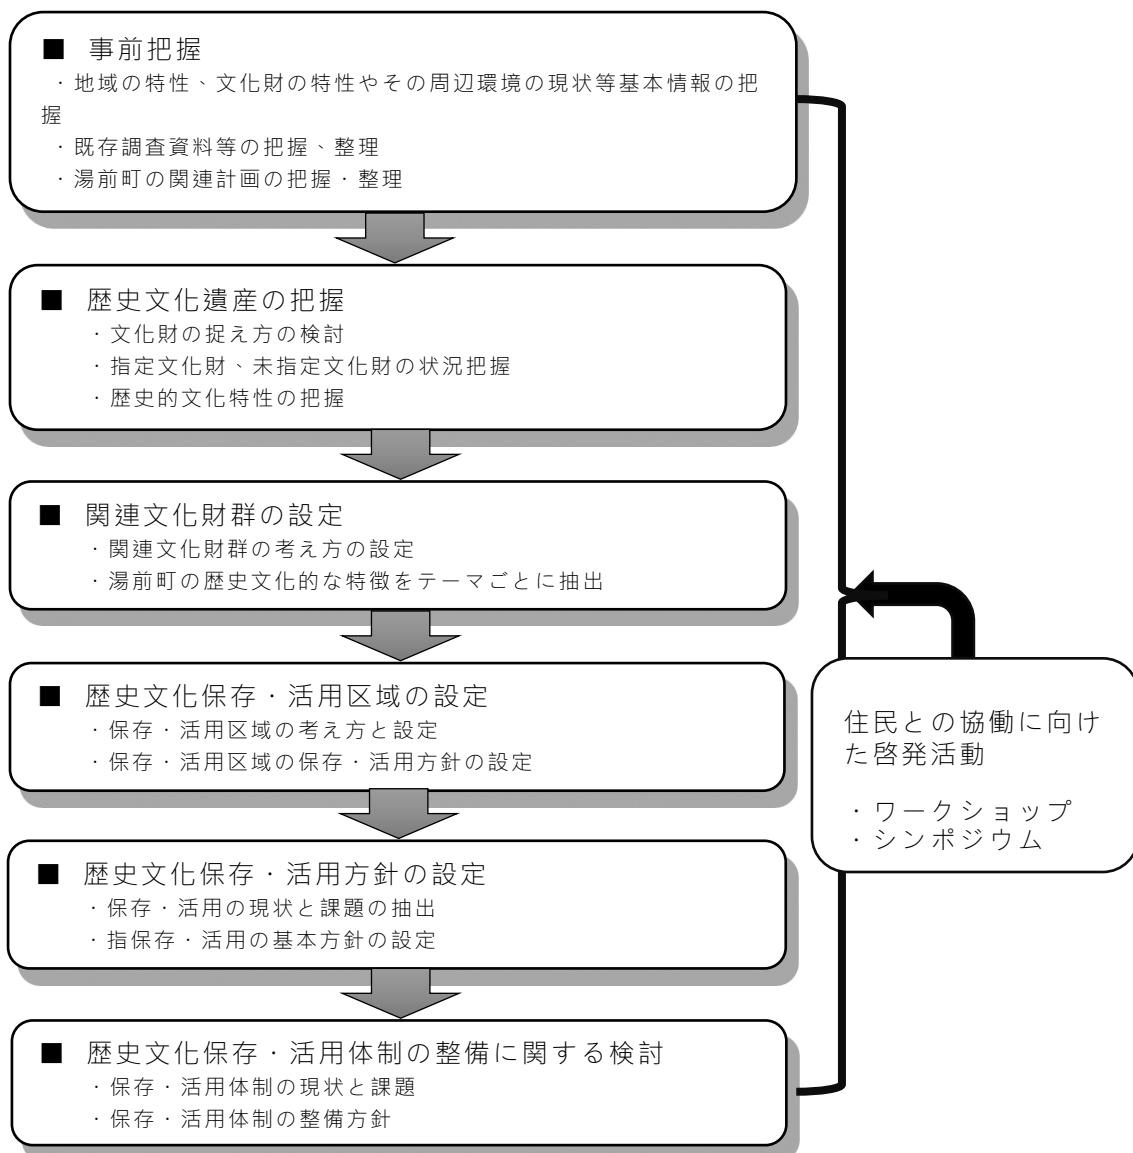 ■ 事前把握
・地域の特性、文化財の特性やその周辺環境の現状等基本情報の把
握
・既存調査資料等の把握、整理
・湯前町の関連計画の把握・整理
■ 歴史文化遺産の把握
・文化財の捉え方の検討
・指定文化財、未指定文化財の状況把握
・歴史的文化特性の把握
■ 関連文化財群の設定
・関連文化財群の考え方の設定
・湯前町の歴史文化的な特徴をテーマごとに抽出
■ 歴史文化保存・活用区域の設定
・保存・活用区域の考え方と設定
・保存・活用区域の保存・活用方針の設定
■ 歴史文化保存・活用方針の設定
・保存・活用の現状と課題の抽出
・指保存・活用の基本方針の設定
■ 歴史文化保存・活用体制の整備に関する検討
・保存・活用体制の現状と課題
・保存・活用体制の整備方針
住民との協働に向け
た啓発活動
・ワークショップ
・シンポジウム